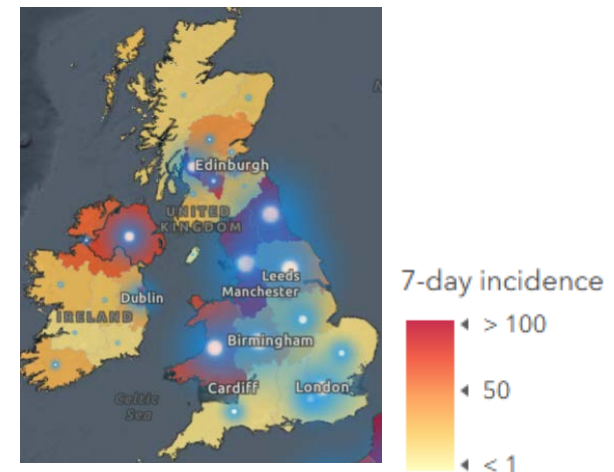 N
Edinburgh
UNITED
KINGDOM
Leeds
Manchester
Dublin
IRELAND
Birmingham
Cardiff
London
Celtic
Sea
7-day incidence
> 100
50
< 1